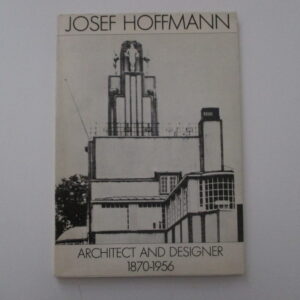 JOSEF HOFFMANN
ARCHITECT AND DESIGNER
1870-1956